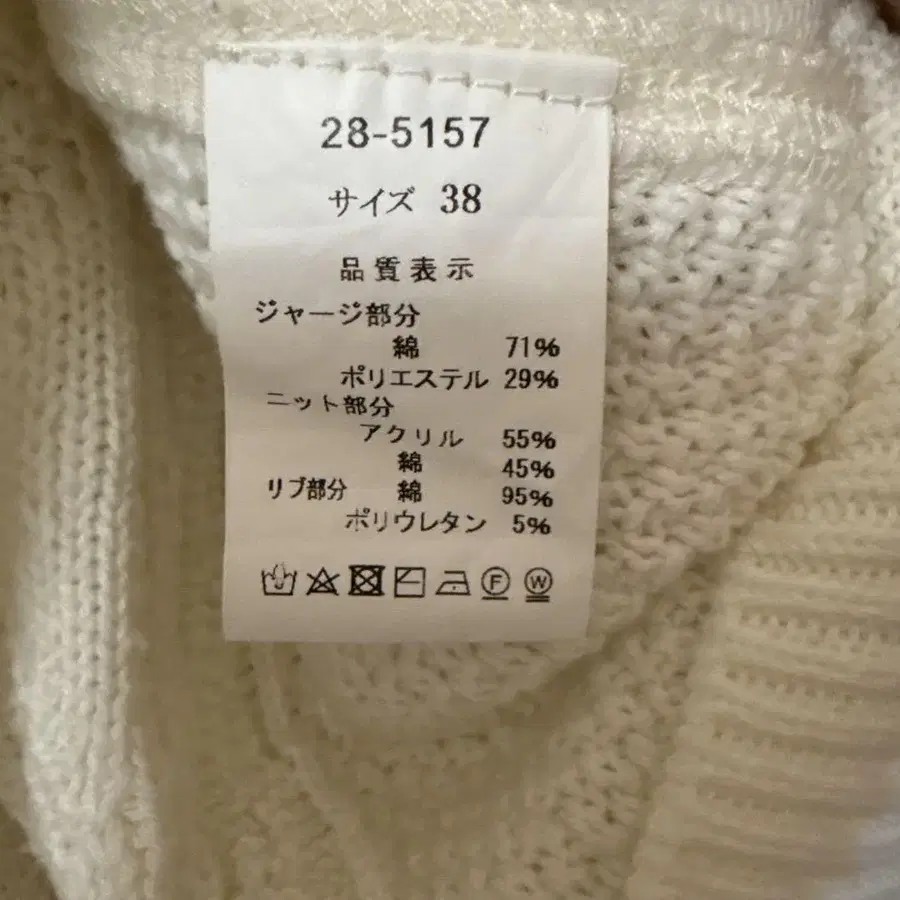 28-5157
サイズ 38
品質表示
ジャージ部分
綿 71%
ポリエステル 29%
ニット部分
アクリル 55%
綿 45%
リブ部分 綿 95%
ポリウレタン 5%
F W